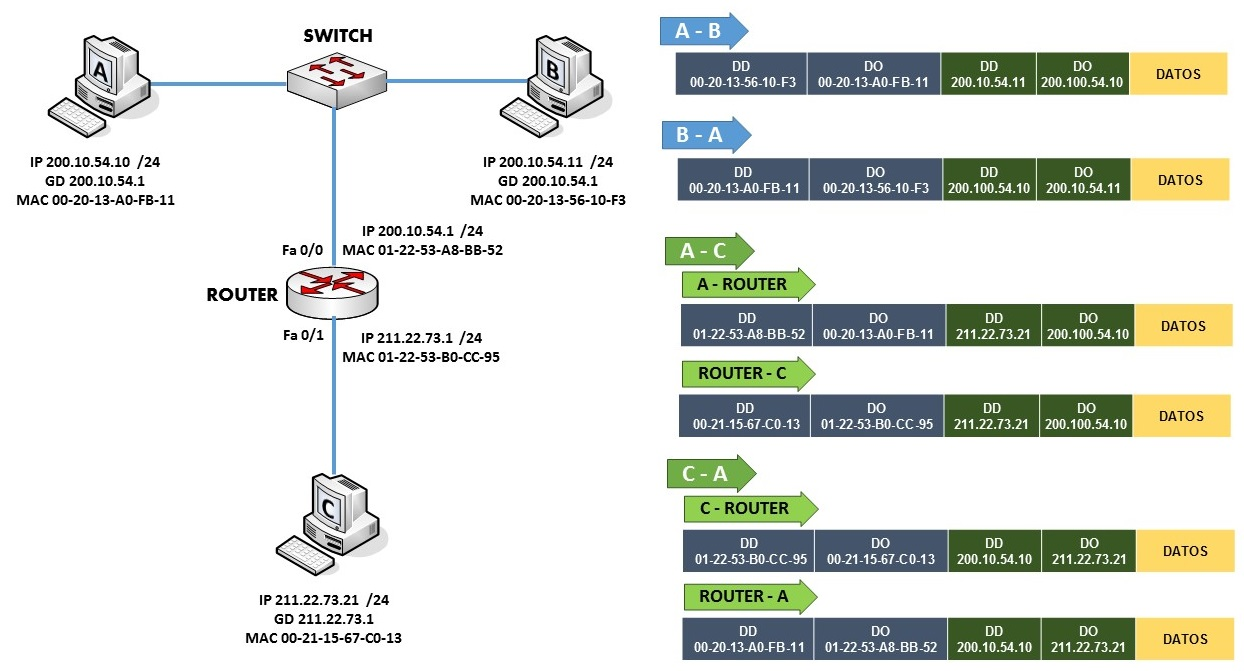 SWITCH
A
B
IP 200.10.54.10 /24
GD 200.10.54.1
MAC 00-20-13-A0-FB-11
IP 200.10.54.11 /24
GD 200.10.54.1
MAC 00-20-13-56-10-F3
IP 200.10.54.1 /24
Fa 0/0
MAC 01-22-53-A8-BB-52
ROUTER
Fa 0/1
IP 211.22.73.1 /24
MAC 01-22-53-B0-CC-95
C
IP 211.22.73.21 /24
GD 211.22.73.1
MAC 00-21-15-67-C0-13
A - B
DD
00-20-13-56-10-F3
DO
00-20-13-A0-FB-11
DD
200.10.54.11
DO
200.100.54.10
DATOS
B - A
DD
00-20-13-A0-FB-11
DO
00-20-13-56-10-F3
DD
200.100.54.10
DO
200.10.54.11
DATOS
A - C
A - ROUTER
DD
01-22-53-A8-BB-52
DO
00-20-13-A0-FB-11
DD
211.22.73.21
DO
200.100.54.10
DATOS
ROUTER - C
DD
00-21-15-67-C0-13
DO
01-22-53-B0-CC-95
DD
211.22.73.21
DO
200.100.54.10
DATOS
C - A
C - ROUTER
DD
01-22-53-B0-CC-95
DO
00-21-15-67-C0-13
DD
200.10.54.10
DO
211.22.73.21
DATOS
ROUTER - A
DD
00-20-13-A0-FB-11
DO
01-22-53-A8-BB-52
DD
200.10.54.10
DO
211.22.73.21
DATOS